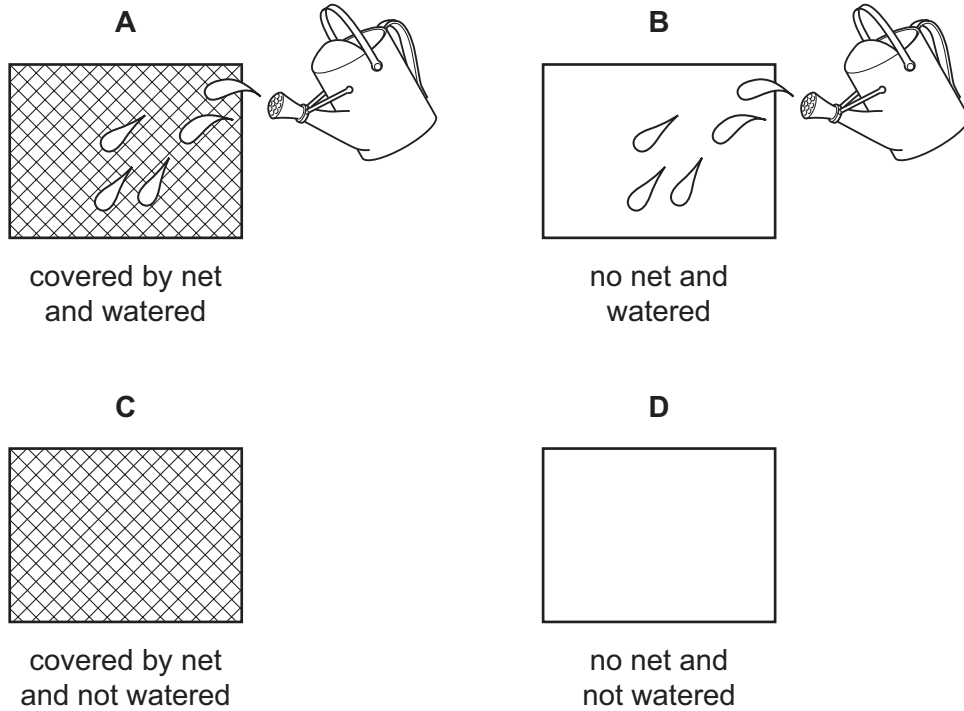 A
B
covered by net
and watered
no net and
watered
C
D
covered by net
and not watered
no net and
not watered